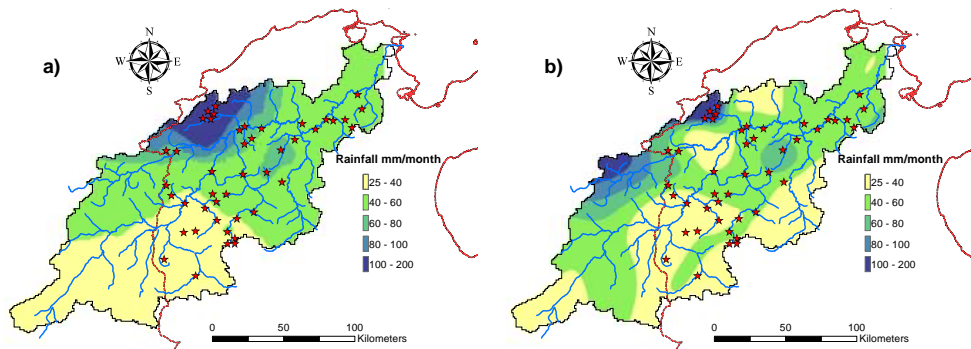 a)
N
W E
S
Rainfall mm/month
25 - 40
40 - 60
60 - 80
80 - 100
100 - 200
0 50 100
Kilometers
b)
N
W E
S
Rainfall mm/month
25 - 40
40 - 60
60 - 80
80 - 100
100 - 200
0 50 100
Kilometers